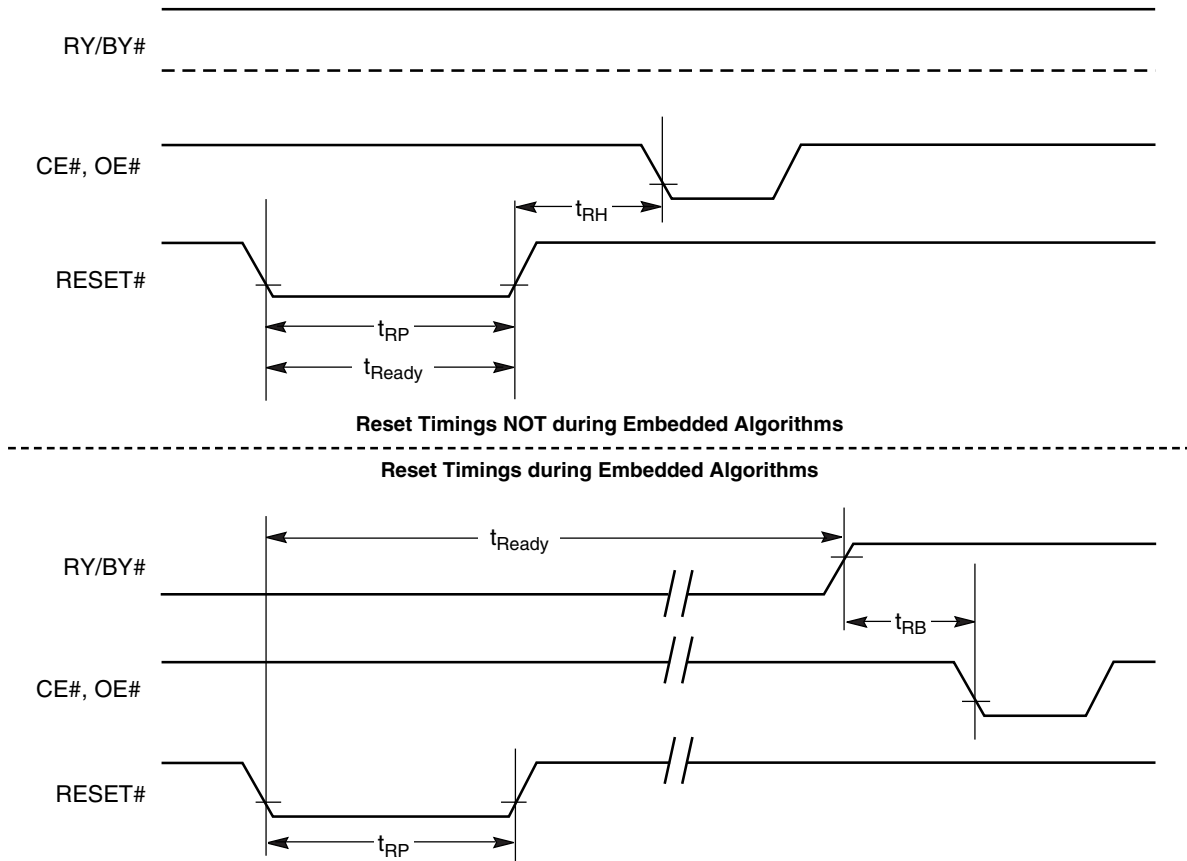 RY/BY#
CE#, OE#
tRH
RESET#
tRP
tReady
Reset Timings NOT during Embedded Algorithms
Reset Timings during Embedded Algorithms
tReady
RY/BY#
tRB
CE#, OE#
RESET#
tRP